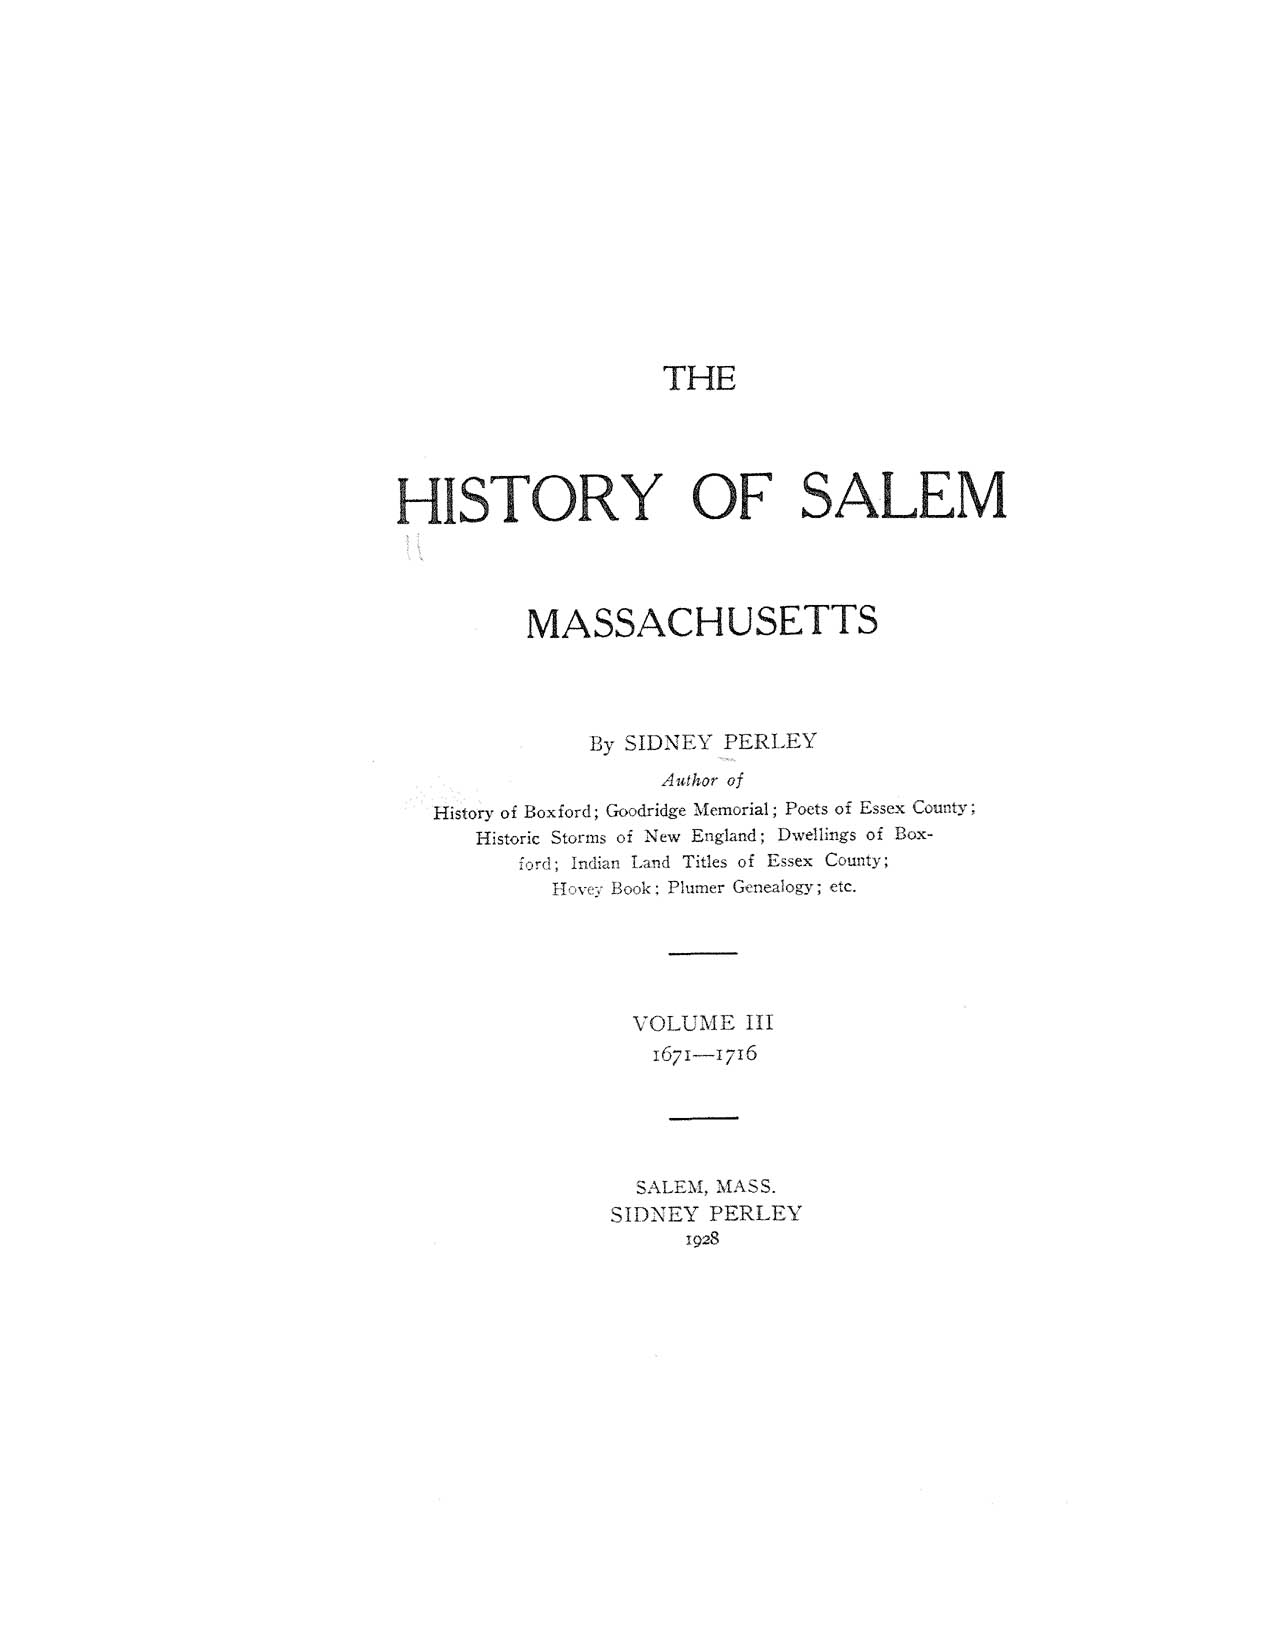 THE
HISTORY OF SALEM
MASSACHUSETTS
By SIDNEY PERLEY
Author of
History of Boxford; Goodridge Memorial; Poets of Essex County;
Historic Storms of New England; Dwellings of Box-
ford; Indian Land Titles of Essex County;
Hovey Book; Plumer Genealogy; etc.
VOLUME III
1671—1716
SALEM, MASS.
SIDNEY PERLEY
1928